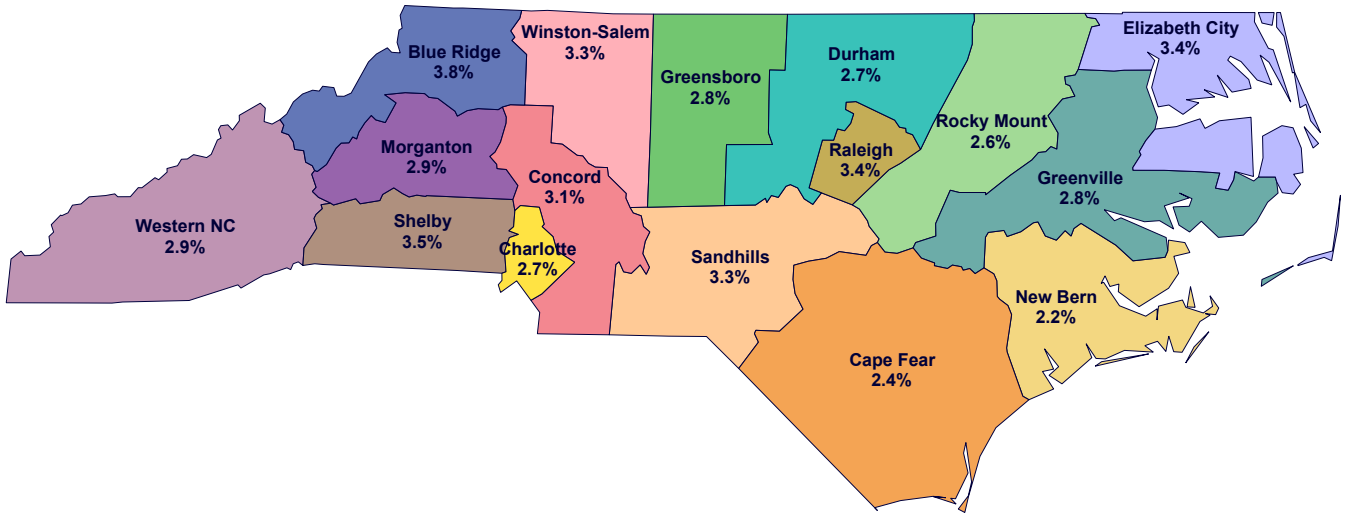 Elizabeth City
3.4%
Winston-Salem
3.3%
Blue Ridge
3.8%
Durham
2.7%
Greensboro
2.8%
Rocky Mount
2.6%
Morganton
2.9%
Raleigh
3.4%
Concord
3.1%
Greenville
2.8%
Western NC
2.9%
Shelby
3.5%
Charlotte
2.7%
Sandhills
3.3%
New Bern
2.2%
Cape Fear
2.4%